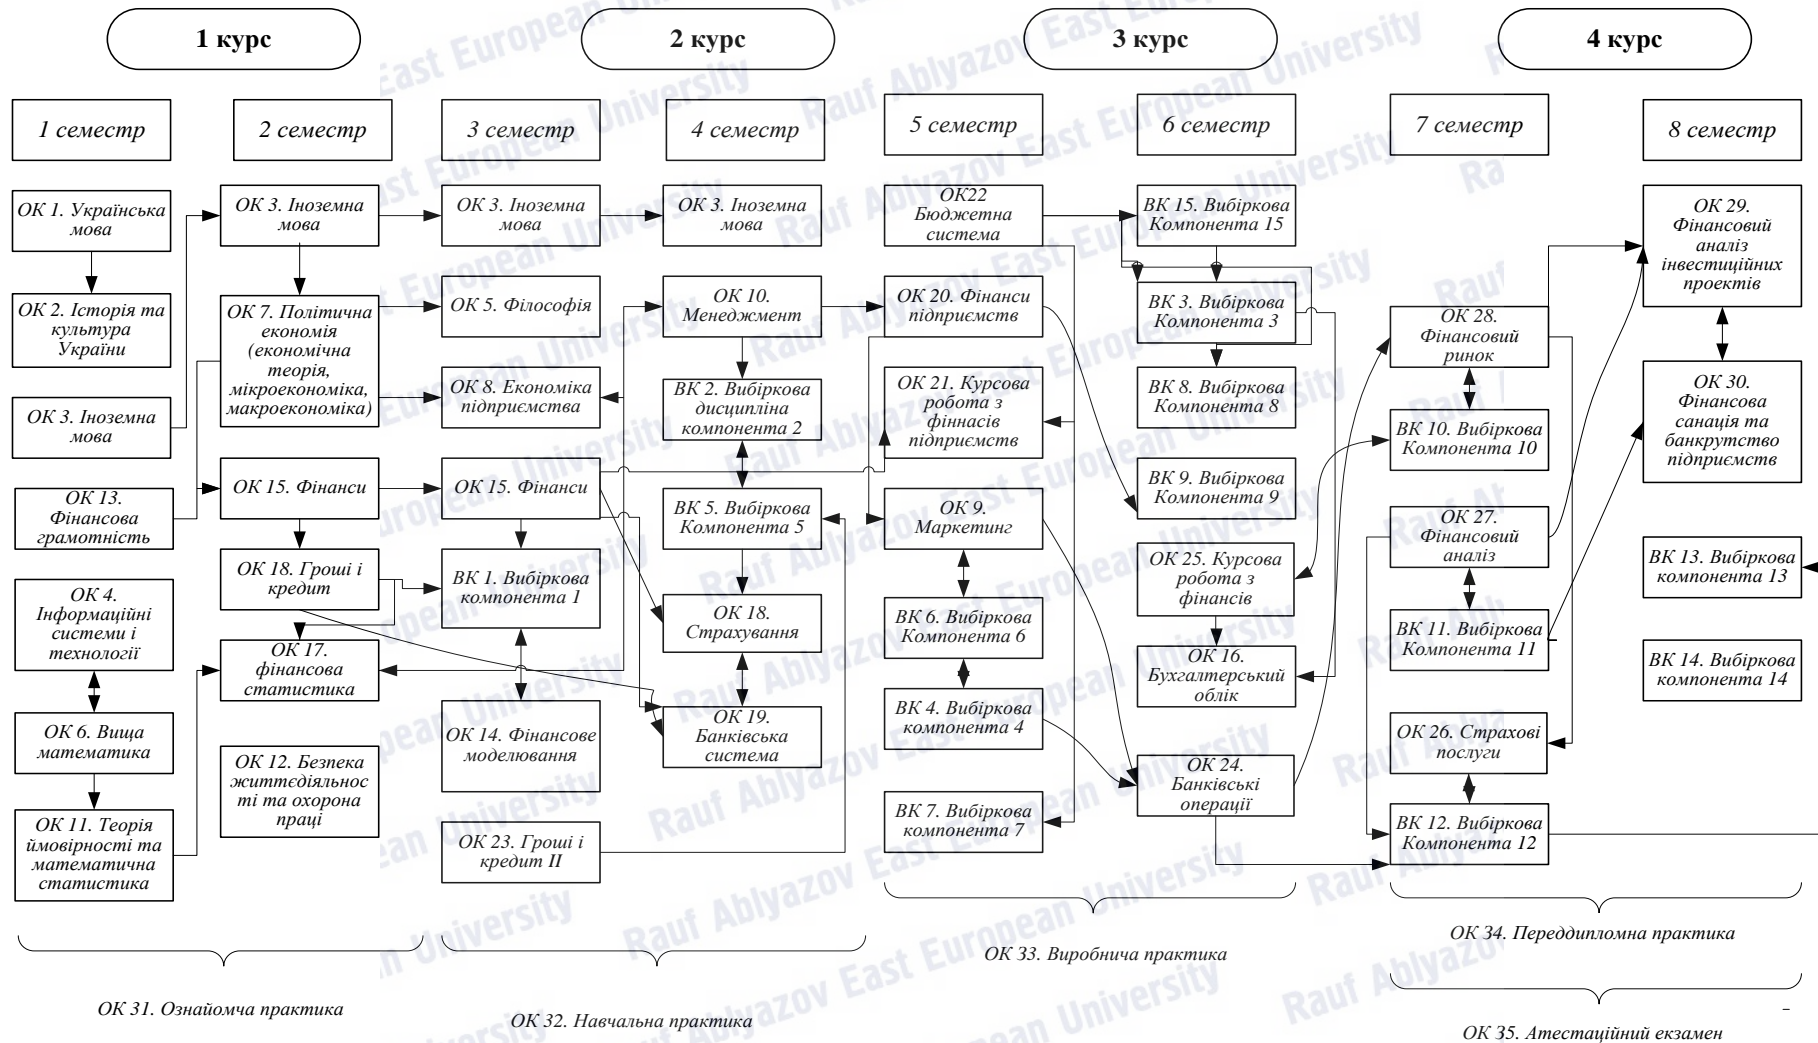 1 курс
2 курс
3 курс
4 курс
1 семестр
2 семестр
3 семестр
4 семестр
5 семестр
6 семестр
7 семестр
8 семестр
ОК 1. Українська
мова
ОК 2. Історія та
культура
України
ОК 3. Іноземна
мова
ОК 13.
Фінансова
грамотність
ОК 4.
Інформаційні
системи і
технології
ОК 6. Вища
математика
ОК 11. Теорія
ймовірності та
математична
статистика
ОК 3. Іноземна
мова
ОК 7. Політична
економія
(економічна
теорія,
мікроекономіка,
макроекономіка)
ОК 15. Фінанси
ОК 18. Гроші і
кредит
ОК 17.
фінансова
статистика
ОК 12. Безпека
життєдіяльнос
ті та охорона
праці
ОК 3. Іноземна
мова
ОК 5. Філософія
ОК 8. Економіка
підприємства
ОК 15. Фінанси
ВК 1. Вибіркова
компонента 1
ОК 14. Фінансове
моделювання
ОК 23. Гроші і
кредит ІІ
ОК 3. Іноземна
мова
ОК 10.
Менеджмент
ВК 2. Вибіркова
дисципліна
компонента 2
ВК 5. Вибіркова
Компонента 5
ОК 18.
Страхування
ОК 19.
Банківська
система
ОК22
Бюджетна
система
ОК 20. Фінанси
підприємств
ОК 21. Курсова
робота з
фіннасів
підприємств
ОК 9.
Маркетинг
ВК 6. Вибіркова
Компонента 6
ВК 4. Вибіркова
компонента 4
ВК 7. Вибіркова
компонента 7
ВК 15. Вибіркова
Компонента 15
ВК 3. Вибіркова
Компонента 3
ВК 8. Вибіркова
Компонента 8
ВК 9. Вибіркова
Компонента 9
ОК 25. Курсова
робота з
фінансів
ОК 16.
Бухгалтерський
облік
ОК 24.
Банківські
операції
ОК 28.
Фінансовий
ринок
ВК 10. Вибіркова
Компонента 10
ОК 27.
Фінансовий
аналіз
ВК 11. Вибіркова
Компонента 11
ОК 26. Страхові
послуги
ВК 12. Вибіркова
Компонента 12
ОК 29.
Фінансовий
аналіз
інвестиційних
проектів
ОК 30.
Фінансова
санація та
банкрутство
підприємств
ВК 13. Вибіркова
компонента 13
ВК 14. Вибіркова
компонента 14
ОК 31. Ознайомча практика
ОК 32. Навчальна практика
ОК 33. Виробнича практика
ОК 34. Переддипломна практика
ОК 35. Атестаційний екзамен
Rauf Ablyazov East European University